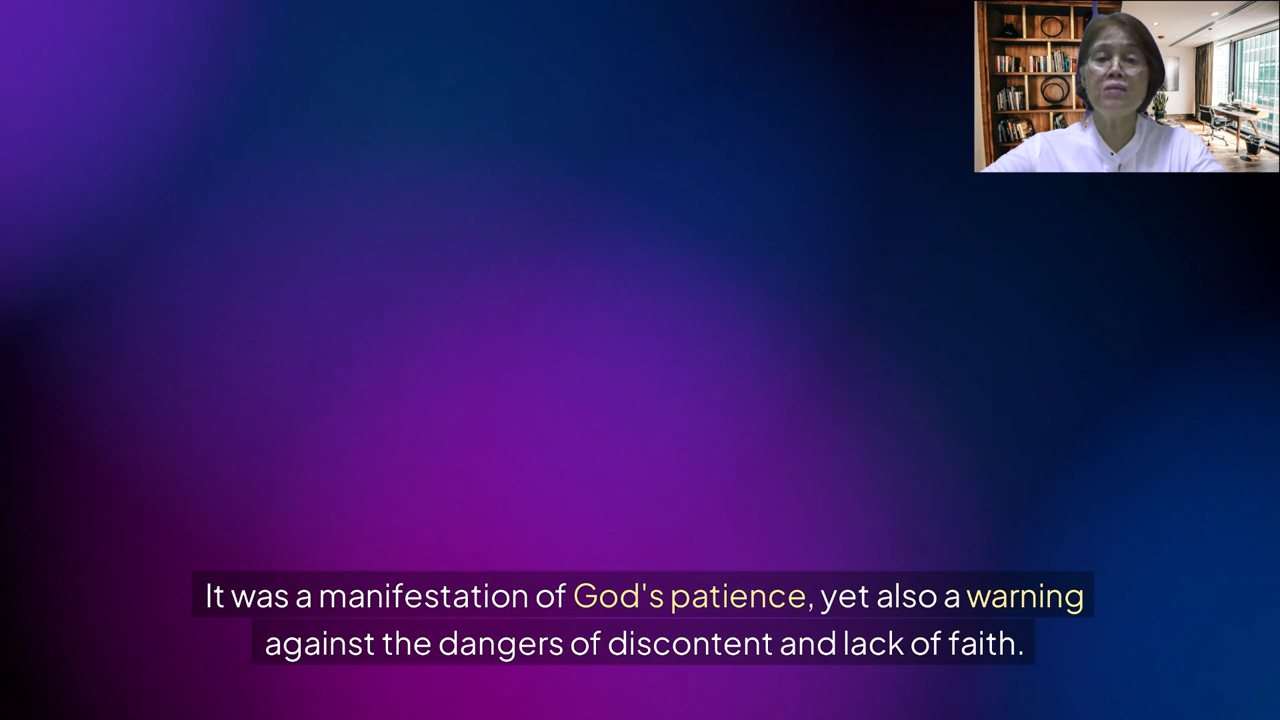 It was a manifestation of God's patience, yet also a warning
against the dangers of discontent and lack of faith.